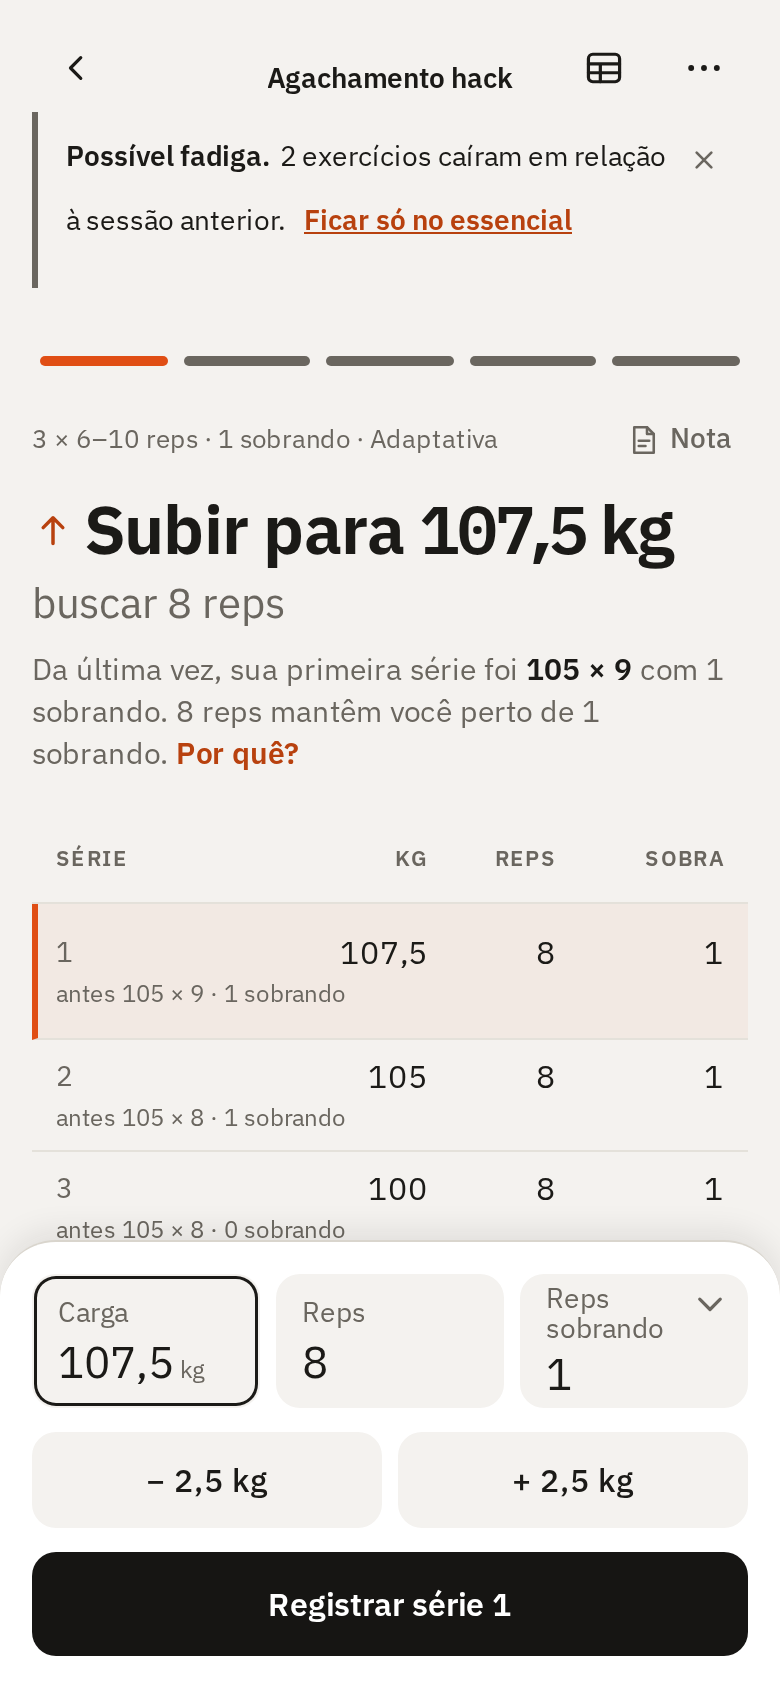 Agachamento hack
Possível fadiga. 2 exercícios caíram em relação
à sessão anterior. Ficar só no essencial
3 × 6–10 reps · 1 sobrando · Adaptativa
Nota
↑ Subir para 107,5 kg
buscar 8 reps
Da última vez, sua primeira série foi 105 × 9 com 1
sobrando. 8 reps mantêm você perto de 1
sobrando. Por quê?
SÉRIE KG REPS SOBRA
1 107,5 8 1
antes 105 × 9 · 1 sobrando
2 105 8 1
antes 105 × 8 · 1 sobrando
3 100 8 1
antes 105 × 8 · 0 sobrando
Carga
107,5 kg
Reps
8
Reps
sobrando
1
− 2,5 kg
+ 2,5 kg
Registrar série 1